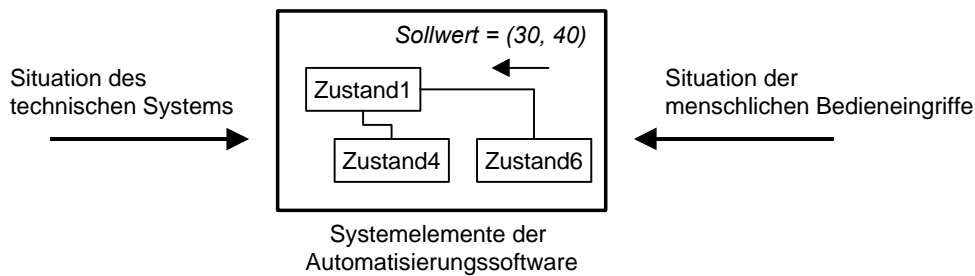 Sollwert = (30, 40)
Situation des
technischen Systems
Zustand1
Zustand4
Zustand6
Situation der
menschlichen Bedieneingriffe
Systemelemente der
Automatisierungssoftware